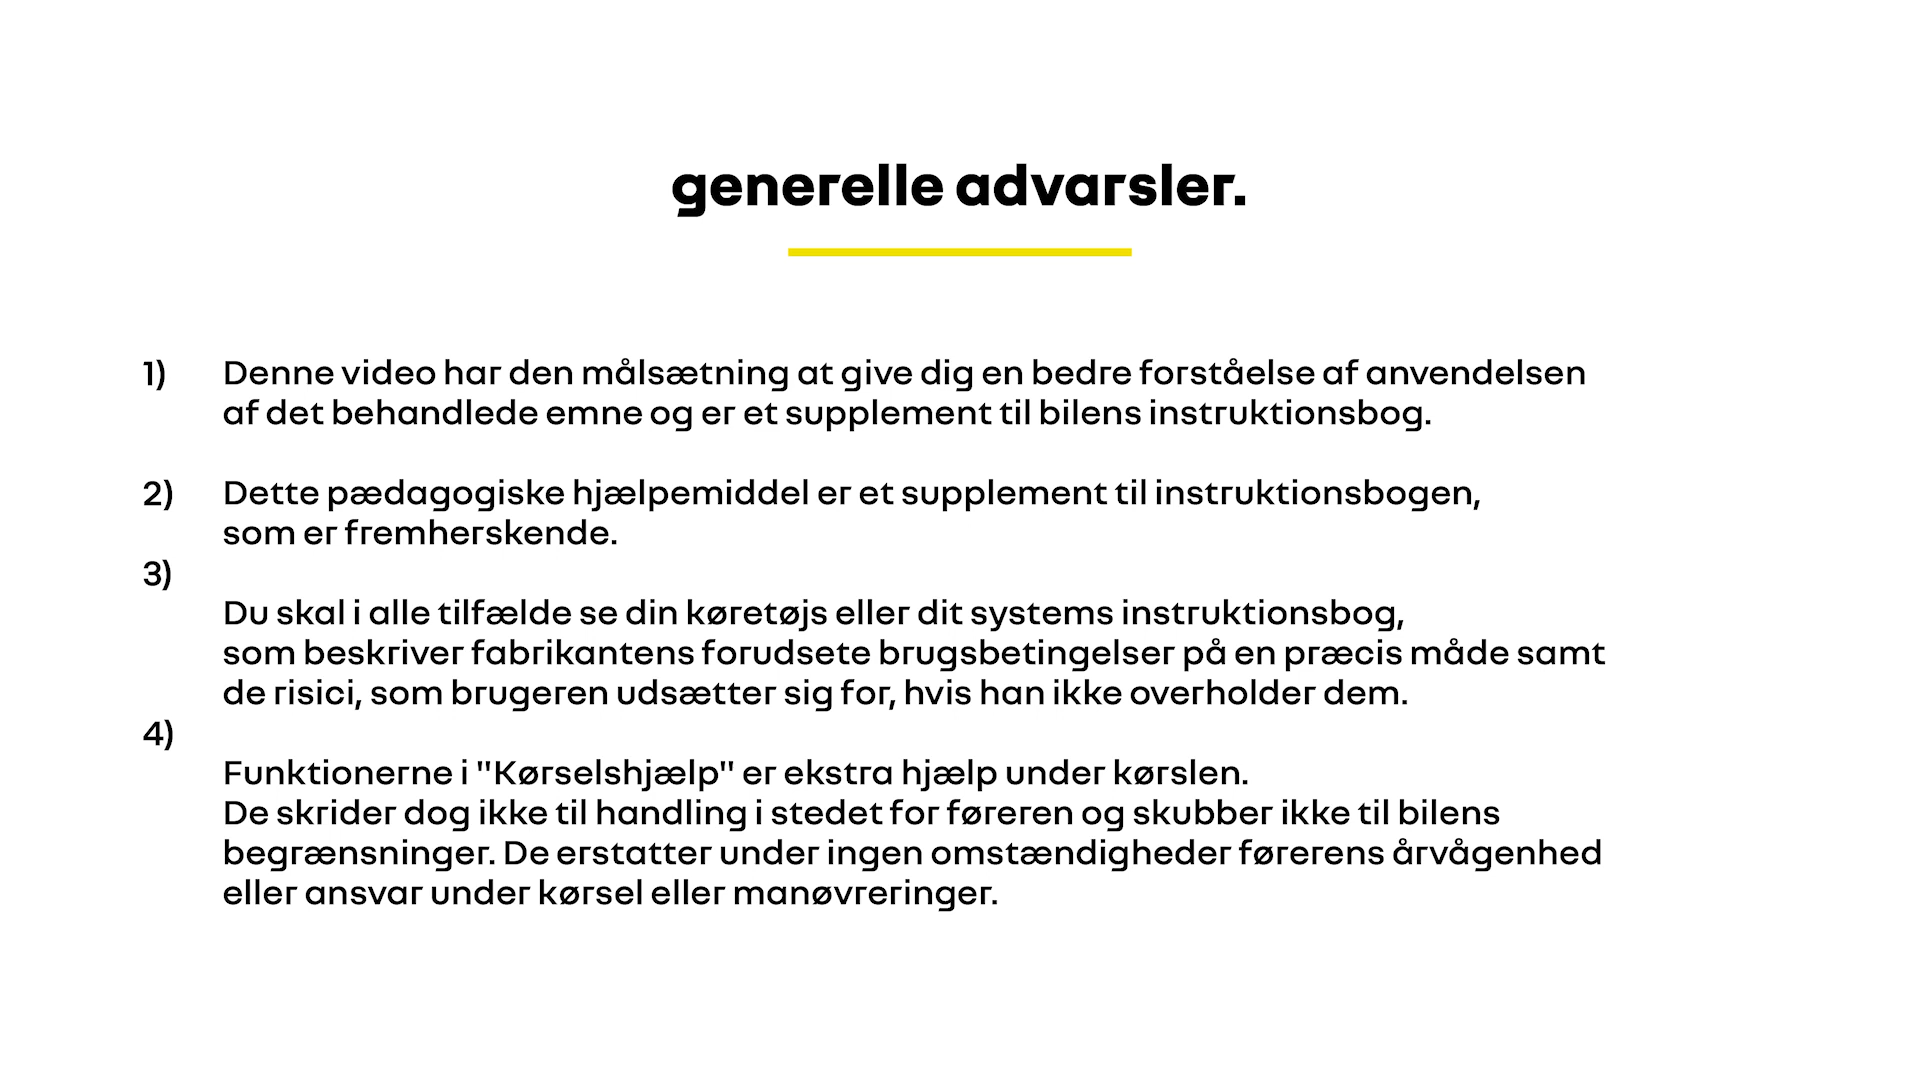 generelle advarsler.
1) Denne video har den målsætning at give dig en bedre forståelse af anvendelsen
af det behandlede emne og er et supplement til bilens instruktionsbog.
2) Dette pædagogiske hjælpemiddel er et supplement til instruktionsbogen,
som er fremherskende.
3)
Du skal i alle tilfælde se din køretøjs eller dit systems instruktionsbog,
som beskriver fabrikantens forudsete brugsbetingelser på en præcis måde samt
de risici, som brugeren udsætter sig for, hvis han ikke overholder dem.
4)
Funktionerne i "Kørselshjælp" er ekstra hjælp under kørslen.
De skrider dog ikke til handling i stedet for føreren og skubber ikke til bilens
begrænsninger. De erstatter under ingen omstændigheder førerens årvågenhed
eller ansvar under kørsel eller manøvreringer.